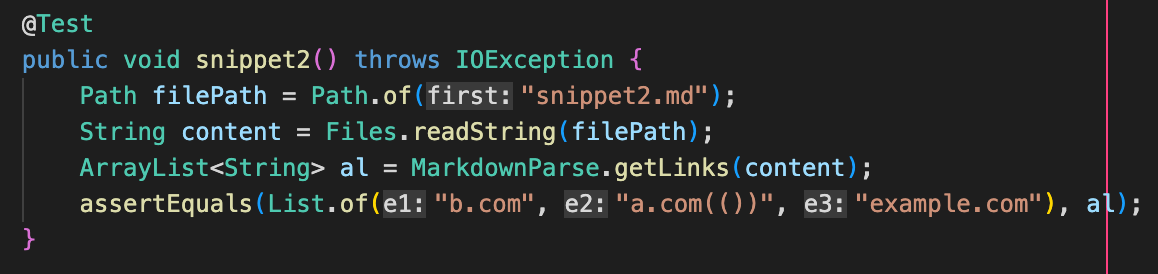 @Test
public void snippet2() throws IOException {
    Path filePath = Path.of(first: "snippet2.md");
    String content = Files.readString(filePath);
    ArrayList<String> al = MarkdownParse.getLinks(content);
    assertEquals(List.of(e1: "b.com", e2: "a.com(())", e3: "example.com"), al);
}